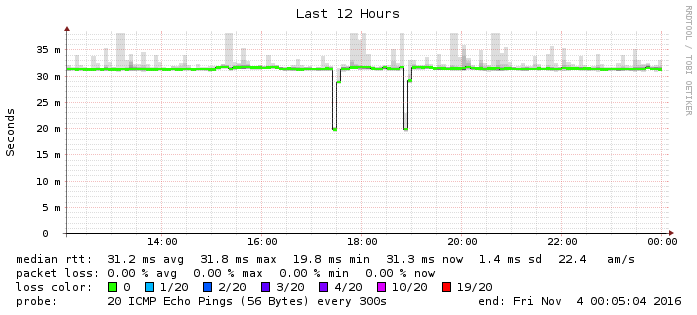 Last 12 Hours
RRDTOOL / TOBI OETIKER
Seconds
35 m
30 m
25 m
20 m
15 m
10 m
5 m
0
14:00 16:00 18:00 20:00 22:00 00:00
median rtt: 31.2 ms avg 31.8 ms max 19.8 ms min 31.3 ms now 1.4 ms sd 22.4 am/s
packet loss: 0.00 % avg 0.00 % max 0.00 % min 0.00 % now
loss color: 0 1/20 2/20 3/20 4/20 10/20 19/20
probe: 20 ICMP Echo Pings (56 Bytes) every 300s end: Fri Nov 4 00:05:04 2016